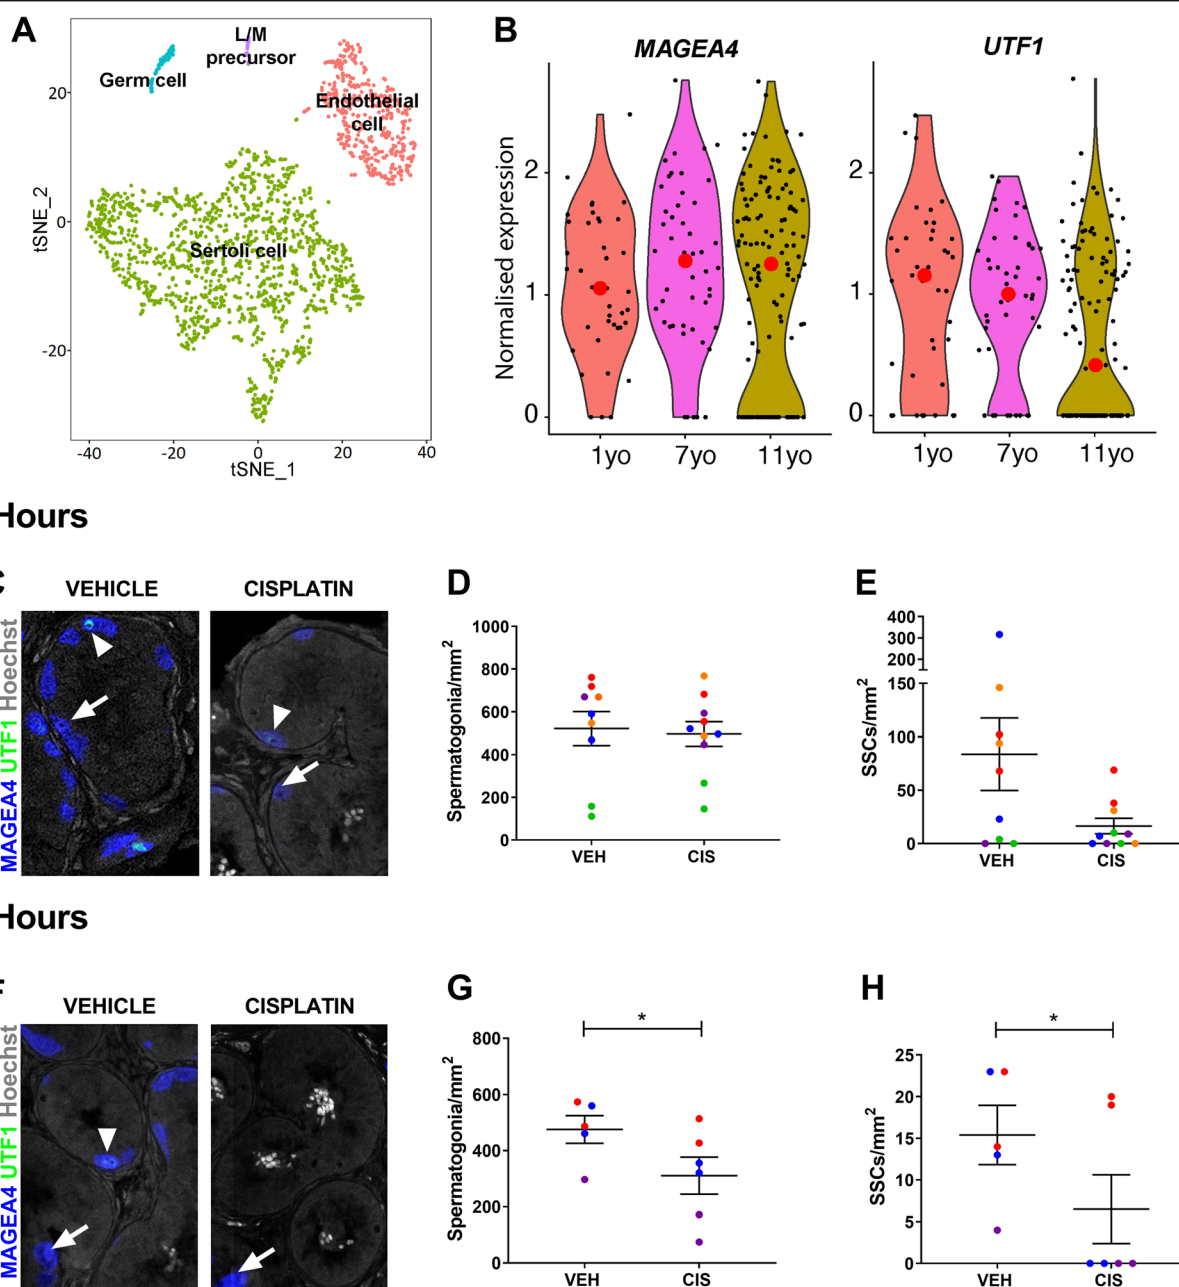 A
L/M
precursor
Germ cell
Endothelial
cell
Sertoli cell
tSNE_2
20
0
-20
-40
-20
0
20
40
tSNE_1
B
MAGEA4
UTF1
Normalised expression
2
1
0
1yo
7yo
11yo
2
1
0
1yo
7yo
11yo
Hours
VEHICLE
CISPLATIN
MAGEA4 UTF1 Hoechst
D
Spermatogonia/mm2
1000
800
600
400
200
0
VEH
CIS
E
SSCs/mm2
400
300
200
150
100
50
0
VEH
CIS
Hours
VEHICLE
CISPLATIN
MAGEA4 UTF1 Hoechst
G
*
Spermatogonia/mm2
800
600
400
200
0
VEH
CIS
H
*
SSCs/mm2
25
20
15
10
5
0
VEH
CIS